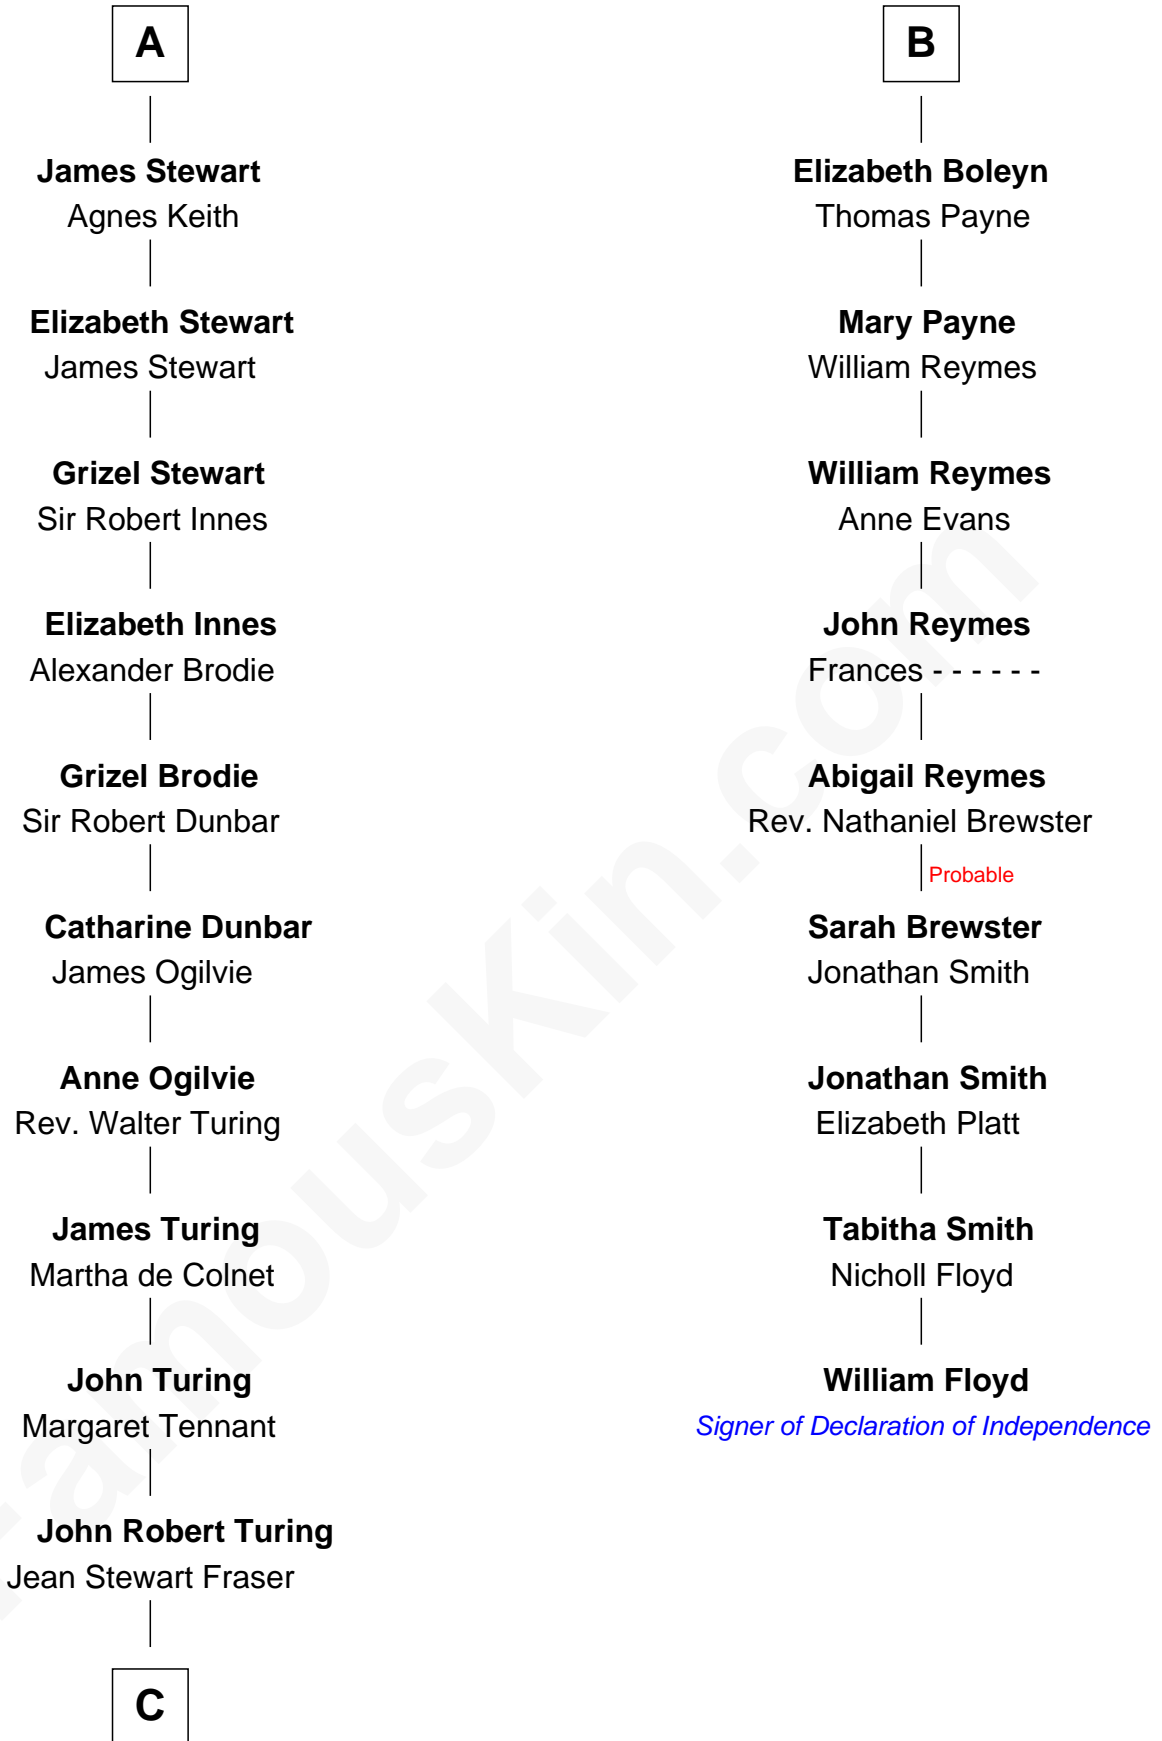 A
James Stewart
Agnes Keith
Elizabeth Stewart
James Stewart
Grizel Stewart
Sir Robert Innes
Elizabeth Innes
Alexander Brodie
Grizel Brodie
Sir Robert Dunbar
Catharine Dunbar
James Ogilvie
Anne Ogilvie
Rev. Walter Turing
James Turing
Martha de Colnet
John Turing
Margaret Tennant
John Robert Turing
Jean Stewart Fraser
C
B
Elizabeth Boleyn
Thomas Payne
Mary Payne
William Reymes
William Reymes
Anne Evans
John Reymes
Frances - - - - - -
Abigail Reymes
Rev. Nathaniel Brewster
Probable
Sarah Brewster
Jonathan Smith
Jonathan Smith
Elizabeth Platt
Tabitha Smith
Nicholl Floyd
William Floyd
Signer of Declaration of Independence
FamousKin.com